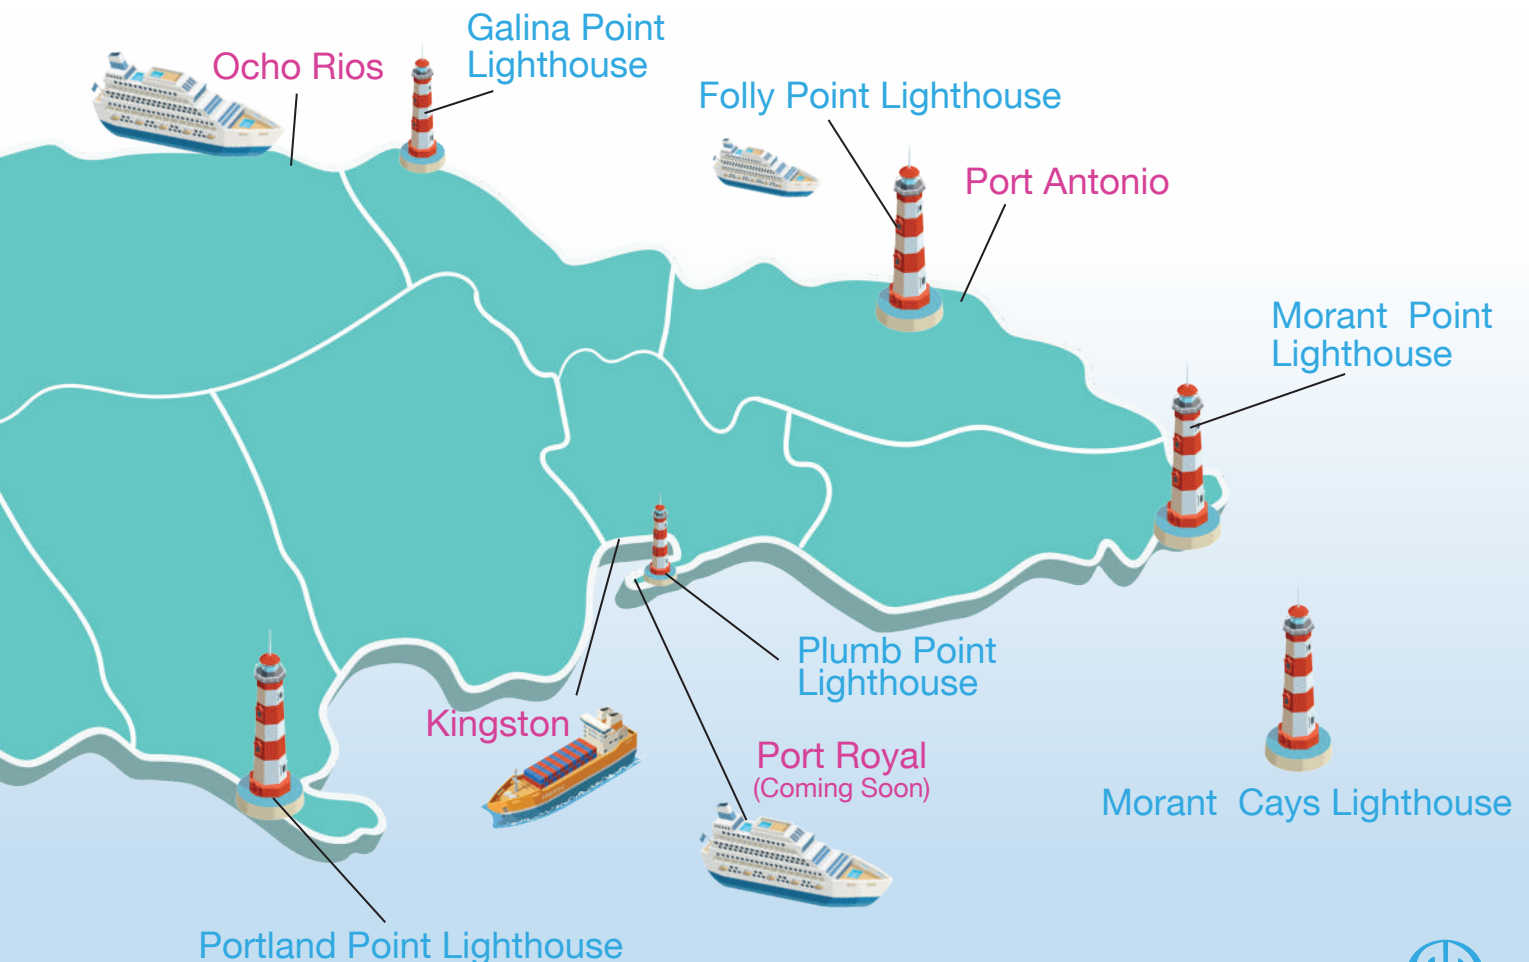 Galina Point
Lighthouse
Ocho Rios
Folly Point Lighthouse
Port Antonio
Morant Point
Lighthouse
Plumb Point
Lighthouse
Kingston
Port Royal
(Coming Soon)
Morant Cays Lighthouse
Portland Point Lighthouse